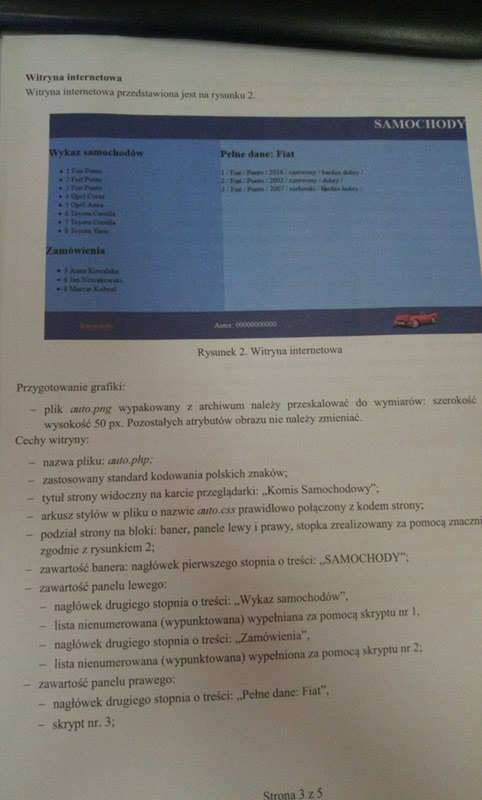 Witryna internetowa
Witryna internetowa przedstawiona jest na rysunku 2.
SAMOCHODY
Wykaz samochodów
1 Fiat Punto
2 Fiat Punto
3 Fiat Punto
4 Opel Corsa
5 Opel Astra
6 Toyota Corolla
7 Toyota Corolla
8 Toyota Yaris
Zamówienia
3 Anna Kowalska
6 Jan Nowakowski
8 Marcin Kolwal
Pełne dane: Fiat
1 / Fiat / Punto / 2016 / czerwony / bardzo dobry /
2 / Fiat / Punto / 2002 / czerwony / dobry /
3 / Fiat / Punto / 2007 / niebieski / bardzo dobry /
Autor: 00000000000
Rysunek 2. Witryna internetowa
Przygotowanie grafiki:
– plik auto.png wypakowany z archiwum należy przeskalować do wymiarów: szerokość
wysokość 50 px. Pozostałych atrybutów obrazu nie należy zmieniać.
Cechy witryny:
– nazwa pliku: auto.php;
– zastosowany standard kodowania polskich znaków;
– tytuł strony widoczny na karcie przeglądarki: „Komis Samochodowy”;
– arkusz stylów w pliku o nazwie auto.css prawidłowo połączony z kodem strony;
– podział strony na bloki: baner, panele lewy i prawy, stopka zrealizowany za pomocą znaczni
zgodnie z rysunkiem 2;
– zawartość banera: nagłówek pierwszego stopnia o treści: „SAMOCHODY”;
– zawartość panelu lewego:
– nagłówek drugiego stopnia o treści: „Wykaz samochodów”,
– lista nienumerowana (wypunktowana) wypełniana za pomocą skryptu nr 1,
– nagłówek drugiego stopnia o treści: „Zamówienia”,
– lista nienumerowana (wypunktowana) wypełniona za pomocą skryptu nr 2;
– zawartość panelu prawego:
– nagłówek drugiego stopnia o treści: „Pełne dane: Fiat”,
– skrypt nr. 3;
Strona 3 z 5